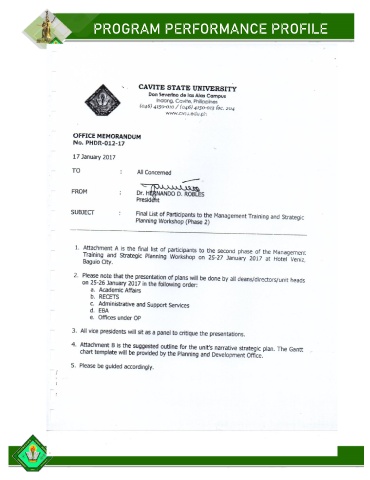 PROGRAM PERFORMANCE PROFILE
CAVITE STATE UNIVERSITY
Don Severino de las Alas Campus
Indang, Cavite, Philippines
(046) 4150-010 / (046) 4150-013 loc. 204
www.cvsu.edu.ph
OFFICE MEMORANDUM
No. PHDR-012-17
17 January 2017
TO : All Concerned
FROM : Dr. HERNANDO D. ROBLES
President
SUBJECT : Final List of Participants to the Management Training and Strategic
Planning Workshop (Phase 2)
1. Attachment A is the final list of participants to the second phase of the Management
Training and Strategic Planning Workshop on 25-27 January 2017 at Hotel Veniz,
Baguio City.
2. Please note that the presentation of plans will be done by all deans/directors/unit heads
on 25-26 January 2017 in the following order:
a. Academic Affairs
b. RECETS
c. Administrative and Support Services
d. EBA
e. Offices under OP
3. All vice presidents will sit as a panel to critique the presentations.
4. Attachment B is the suggested outline for the unit's narrative strategic plan. The Gantt
chart template will be provided by the Planning and Development Office.
5. Please be guided accordingly.